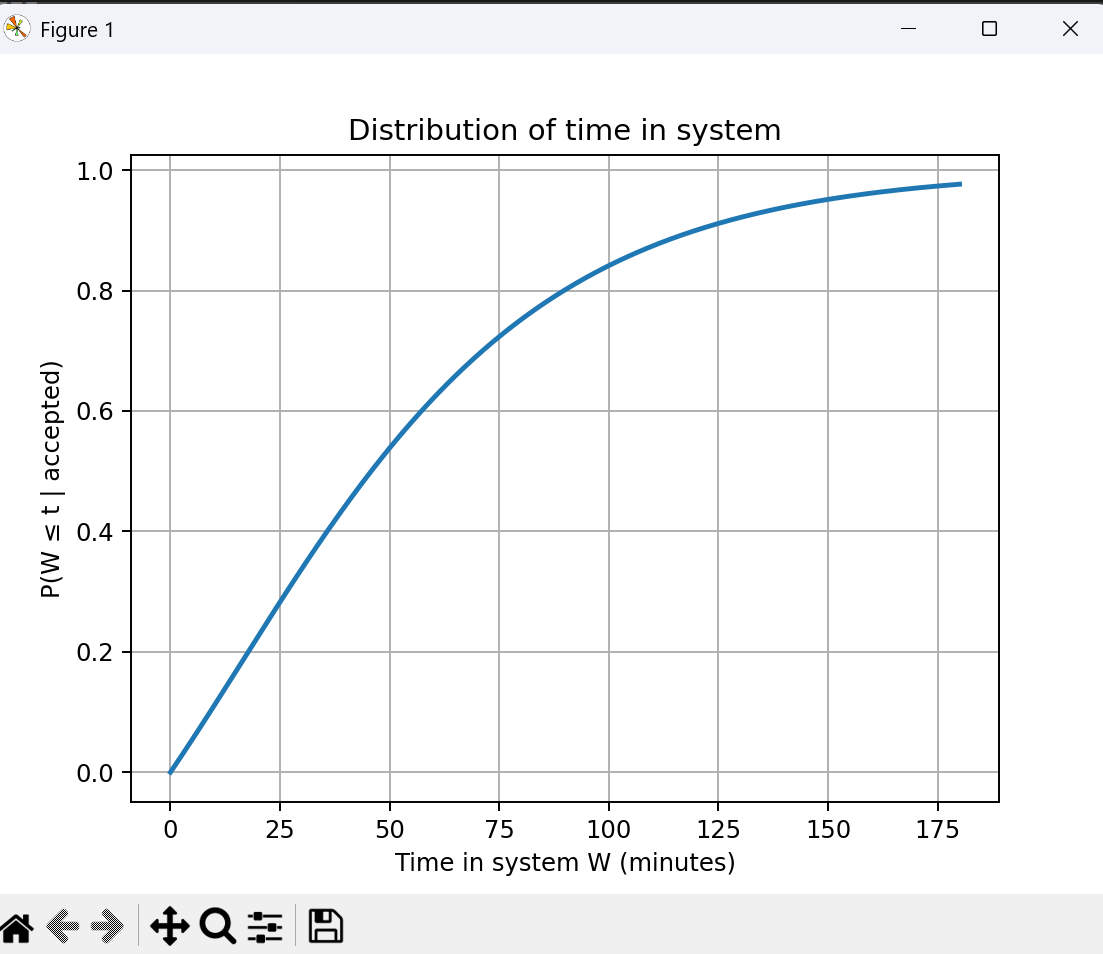 Figure 1
Distribution of time in system
1.0
0.8
0.6
0.4
0.2
0.0
P(W ≤ t | accepted)
0 25 50 75 100 125 150 175
Time in system W (minutes)